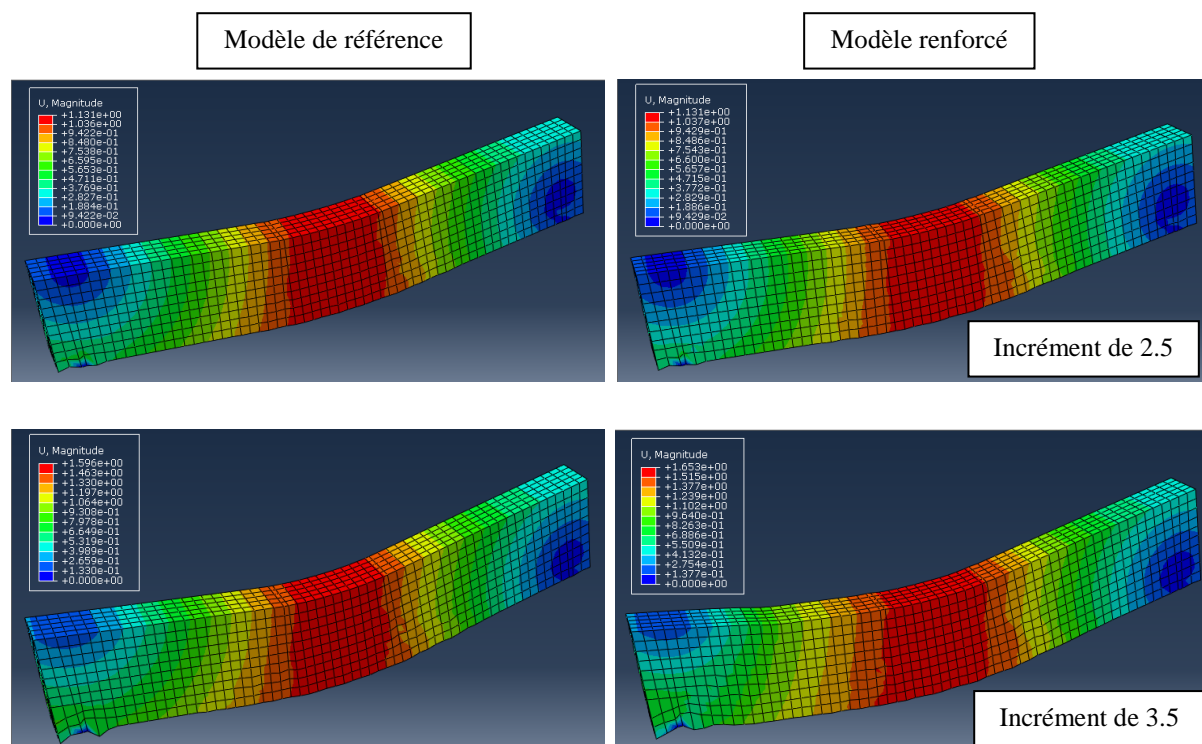 Modèle de référence
Modèle renforcé
U, Magnitude
+1.131e+00
+1.036e+00
+9.422e-01
+8.480e-01
+7.538e-01
+6.595e-01
+5.653e-01
+4.711e-01
+3.769e-01
+2.827e-01
+1.884e-01
+9.422e-02
+0.000e+00
U, Magnitude
+1.131e+00
+1.037e+00
+9.429e-01
+8.486e-01
+7.543e-01
+6.600e-01
+5.657e-01
+4.715e-01
+3.772e-01
+2.829e-01
+1.886e-01
+9.429e-02
+0.000e+00
Incrément de 2.5
U, Magnitude
+1.596e+00
+1.463e+00
+1.330e+00
+1.197e+00
+1.064e+00
+9.308e-01
+7.978e-01
+6.649e-01
+5.319e-01
+3.989e-01
+2.659e-01
+1.330e-01
+0.000e+00
U, Magnitude
+1.653e+00
+1.515e+00
+1.377e+00
+1.239e+00
+1.102e+00
+9.640e-01
+8.263e-01
+6.886e-01
+5.509e-01
+4.132e-01
+2.754e-01
+1.377e-01
+0.000e+00
Incrément de 3.5